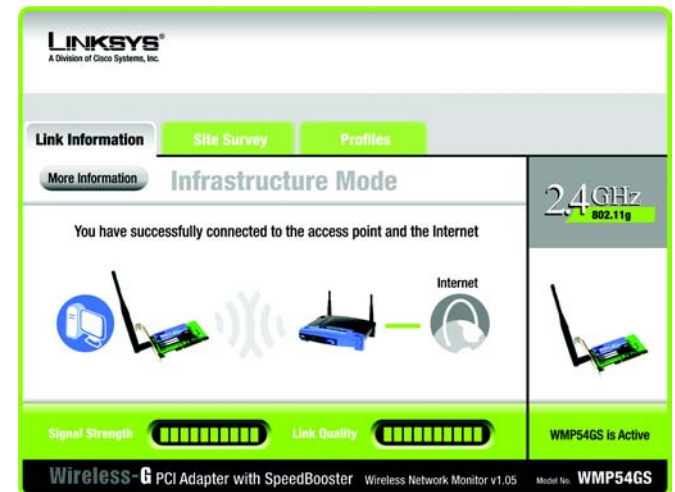 LINKSYS®
A Division of Cisco Systems, Inc.
Link Information Site Survey Profiles
More Information Infrastructure Mode
2.4GHz
802.11g
You have successfully connected to the access point and the Internet
Internet
Signal Strength Link Quality WMP54GS is Active
Wireless-G PCI Adapter with SpeedBooster Wireless Network Monitor v1.05 Model No. WMP54GS